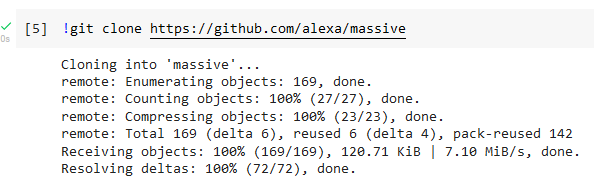 [5] !git clone https://github.com/alexa/massive
0s
Cloning into 'massive'...
remote: Enumerating objects: 169, done.
remote: Counting objects: 100% (27/27), done.
remote: Compressing objects: 100% (23/23), done.
remote: Total 169 (delta 6), reused 6 (delta 4), pack-reused 142
Receiving objects: 100% (169/169), 120.71 KiB | 7.10 MiB/s, done.
Resolving deltas: 100% (72/72), done.